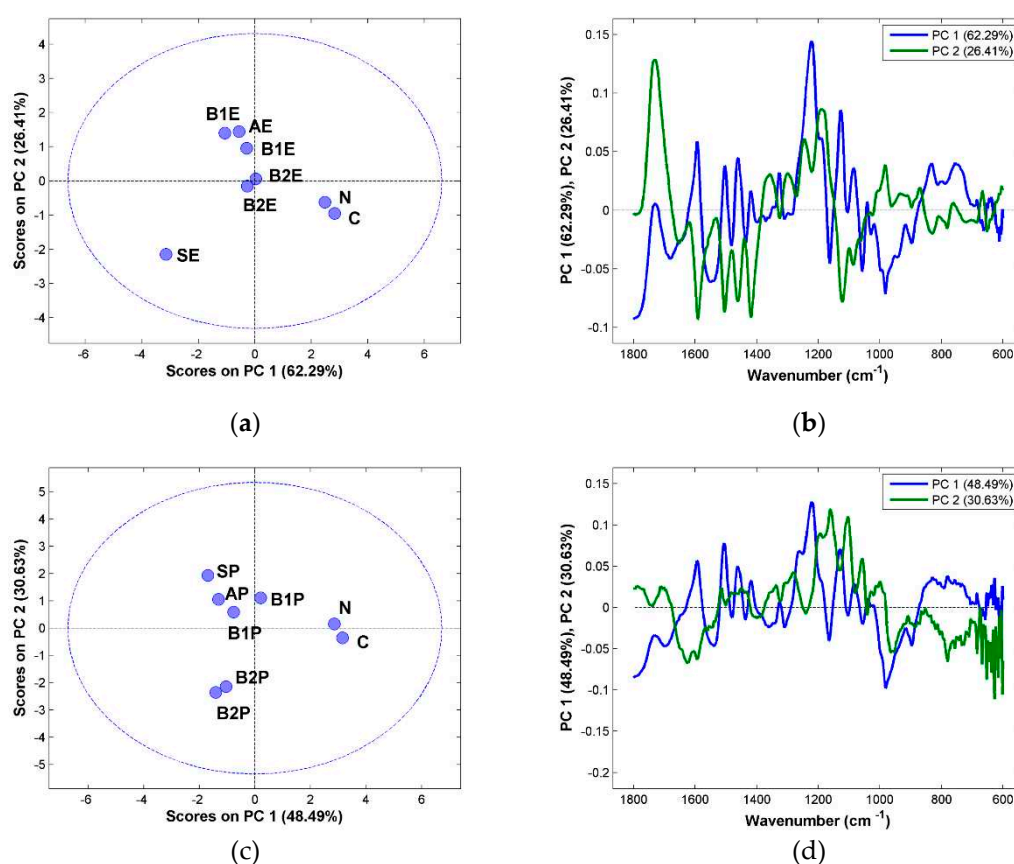 4
3
2
1
0
-1
-2
-3
-4
Scores on PC 2 (26.41%)
B1E
AE
B1E
B2E
B2E
N
C
SE
-6 -4 -2 0 2 4 6
Scores on PC 1 (62.29%)
(a)
0.15
0.1
0.05
0
-0.05
-0.1
PC 1 (62.29%), PC 2 (26.41%)
PC 1 (62.29%)
PC 2 (26.41%)
1800 1600 1400 1200 1000 800 600
Wavenumber (cm-1)
(b)
5
4
3
2
1
0
-1
-2
-3
-4
-5
Scores on PC 2 (30.63%)
SP
AP
B1P
B1P
N
C
B2P
B2P
-6 -4 -2 0 2 4 6
Scores on PC 1 (48.49%)
(c)
0.15
0.1
0.05
0
-0.05
-0.1
-0.2
PC 1 (48.49%), PC 2 (30.63%)
PC 1 (48.49%)
PC 2 (30.63%)
1800 1600 1400 1200 1000 800 600
Wavenumber (cm-1)
(d)